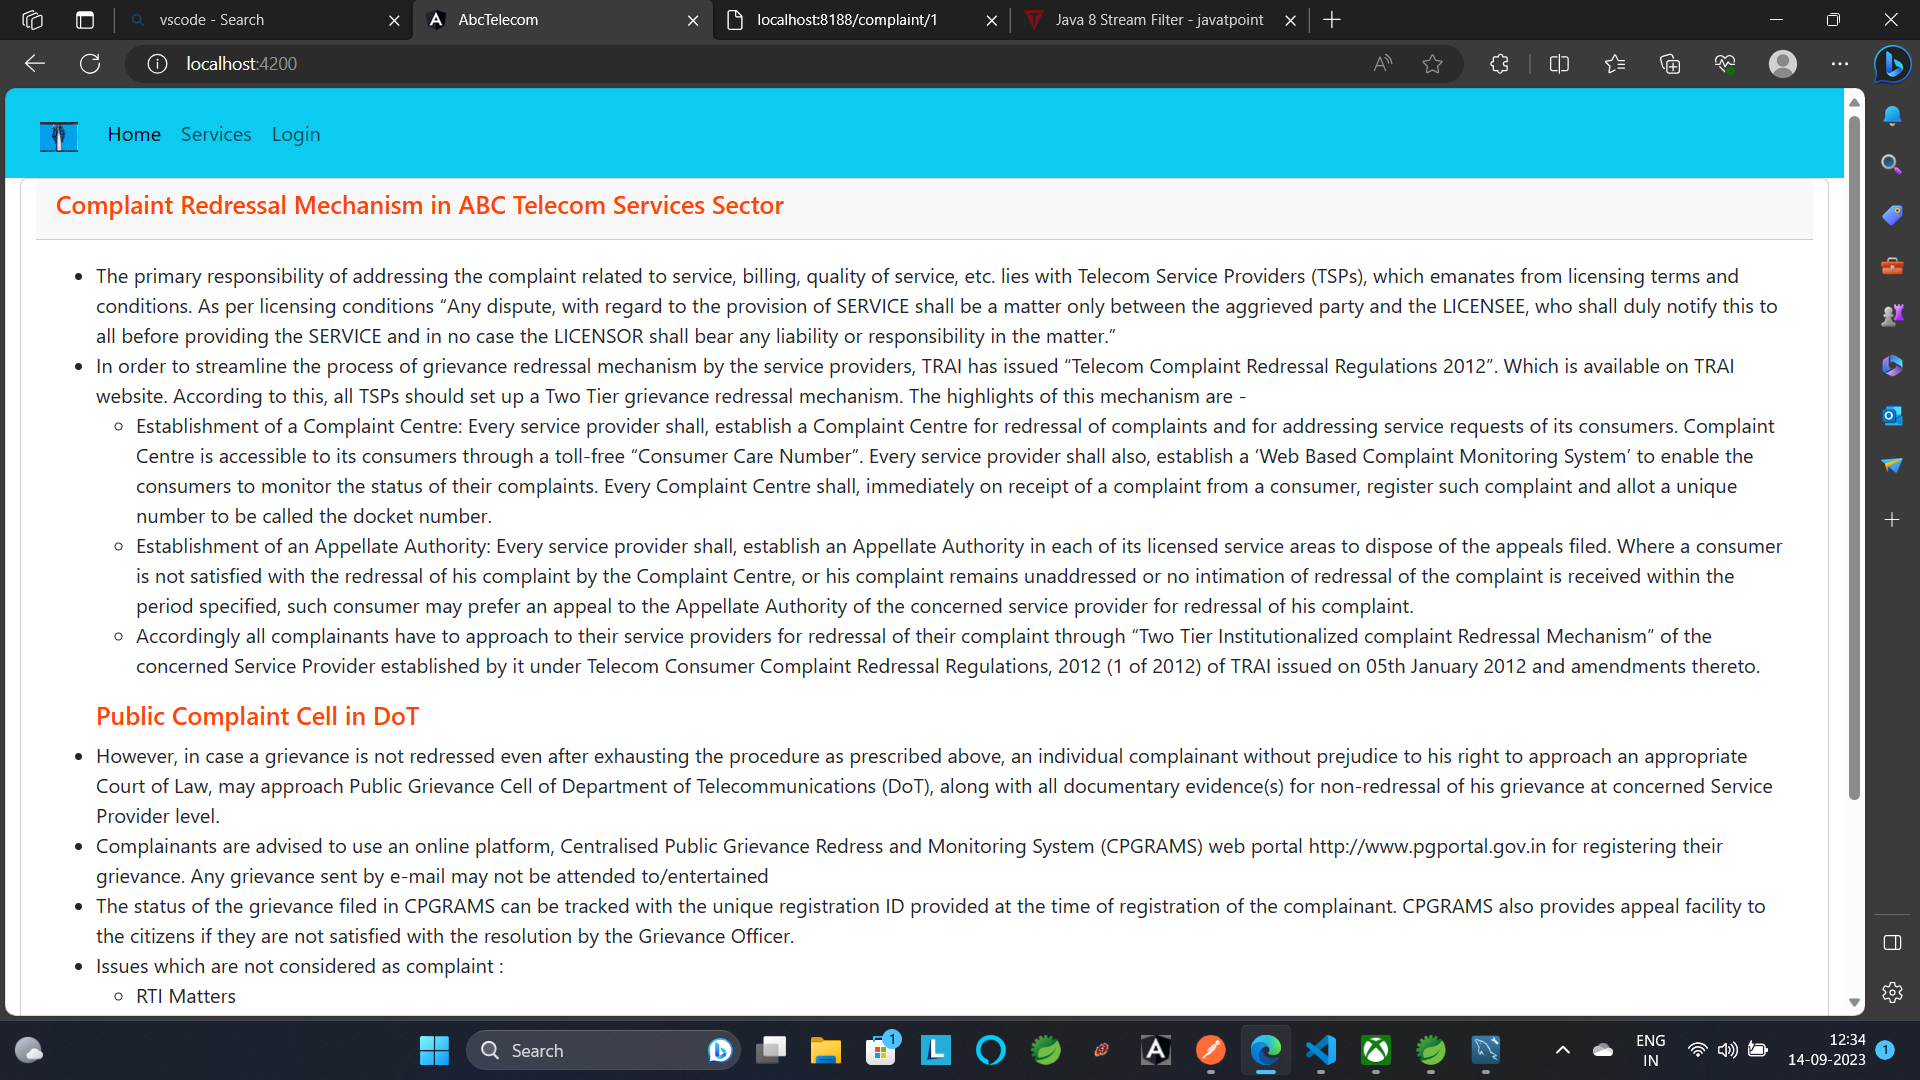 vscode - Search
AbcTelecom
localhost:8188/complaint/1
Java 8 Stream Filter - javatpoint
localhost:4200
Home Services Login
Complaint Redressal Mechanism in ABC Telecom Services Sector
The primary responsibility of addressing the complaint related to service, billing, quality of service, etc. lies with Telecom Service Providers (TSPs), which emanates from licensing terms and
conditions. As per licensing conditions “Any dispute, with regard to the provision of SERVICE shall be a matter only between the aggrieved party and the LICENSEE, who shall duly notify this to
all before providing the SERVICE and in no case the LICENSOR shall bear any liability or responsibility in the matter.”
In order to streamline the process of grievance redressal mechanism by the service providers, TRAI has issued “Telecom Complaint Redressal Regulations 2012”. Which is available on TRAI
website. According to this, all TSPs should set up a Two Tier grievance redressal mechanism. The highlights of this mechanism are -
Establishment of a Complaint Centre: Every service provider shall, establish a Complaint Centre for redressal of complaints and for addressing service requests of its consumers. Complaint
Centre is accessible to its consumers through a toll-free “Consumer Care Number”. Every service provider shall also, establish a ‘Web Based Complaint Monitoring System’ to enable the
consumers to monitor the status of their complaints. Every Complaint Centre shall, immediately on receipt of a complaint from a consumer, register such complaint and allot a unique
number to be called the docket number.
Establishment of an Appellate Authority: Every service provider shall, establish an Appellate Authority in each of its licensed service areas to dispose of the appeals filed. Where a consumer
is not satisfied with the redressal of his complaint by the Complaint Centre, or his complaint remains unaddressed or no intimation of redressal of the complaint is received within the
period specified, such consumer may prefer an appeal to the Appellate Authority of the concerned service provider for redressal of his complaint.
Accordingly all complainants have to approach to their service providers for redressal of their complaint through “Two Tier Institutionalized complaint Redressal Mechanism” of the
concerned Service Provider established by it under Telecom Consumer Complaint Redressal Regulations, 2012 (1 of 2012) of TRAI issued on 05th January 2012 and amendments thereto.
Public Complaint Cell in DoT
However, in case a grievance is not redressed even after exhausting the procedure as prescribed above, an individual complainant without prejudice to his right to approach an appropriate
Court of Law, may approach Public Grievance Cell of Department of Telecommunications (DoT), along with all documentary evidence(s) for non-redressal of his grievance at concerned Service
Provider level.
Complainants are advised to use an online platform, Centralised Public Grievance Redress and Monitoring System (CPGRAMS) web portal http://www.pgportal.gov.in for registering their
grievance. Any grievance sent by e-mail may not be attended to/entertained
The status of the grievance filed in CPGRAMS can be tracked with the unique registration ID provided at the time of registration of the complainant. CPGRAMS also provides appeal facility to
the citizens if they are not satisfied with the resolution by the Grievance Officer.
Issues which are not considered as complaint :
RTI Matters
Search
1
ENG
IN
12:34
14-09-2023
1